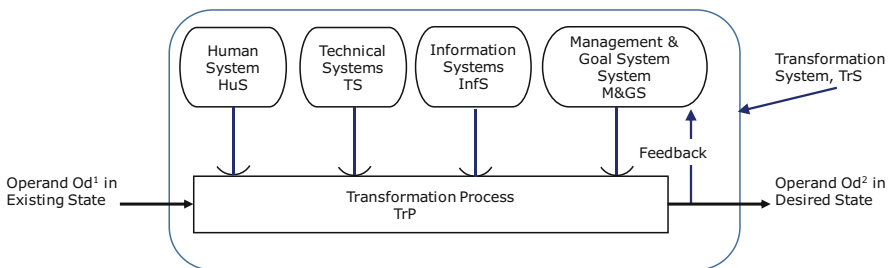 Human
System
HuS
Technical
Systems
TS
Information
Systems
InfS
Management &
Goal System
System
M&GS
Transformation
System, TrS
Feedback
Operand Od¹ in
Existing State
Transformation Process
TrP
Operand Od² in
Desired State